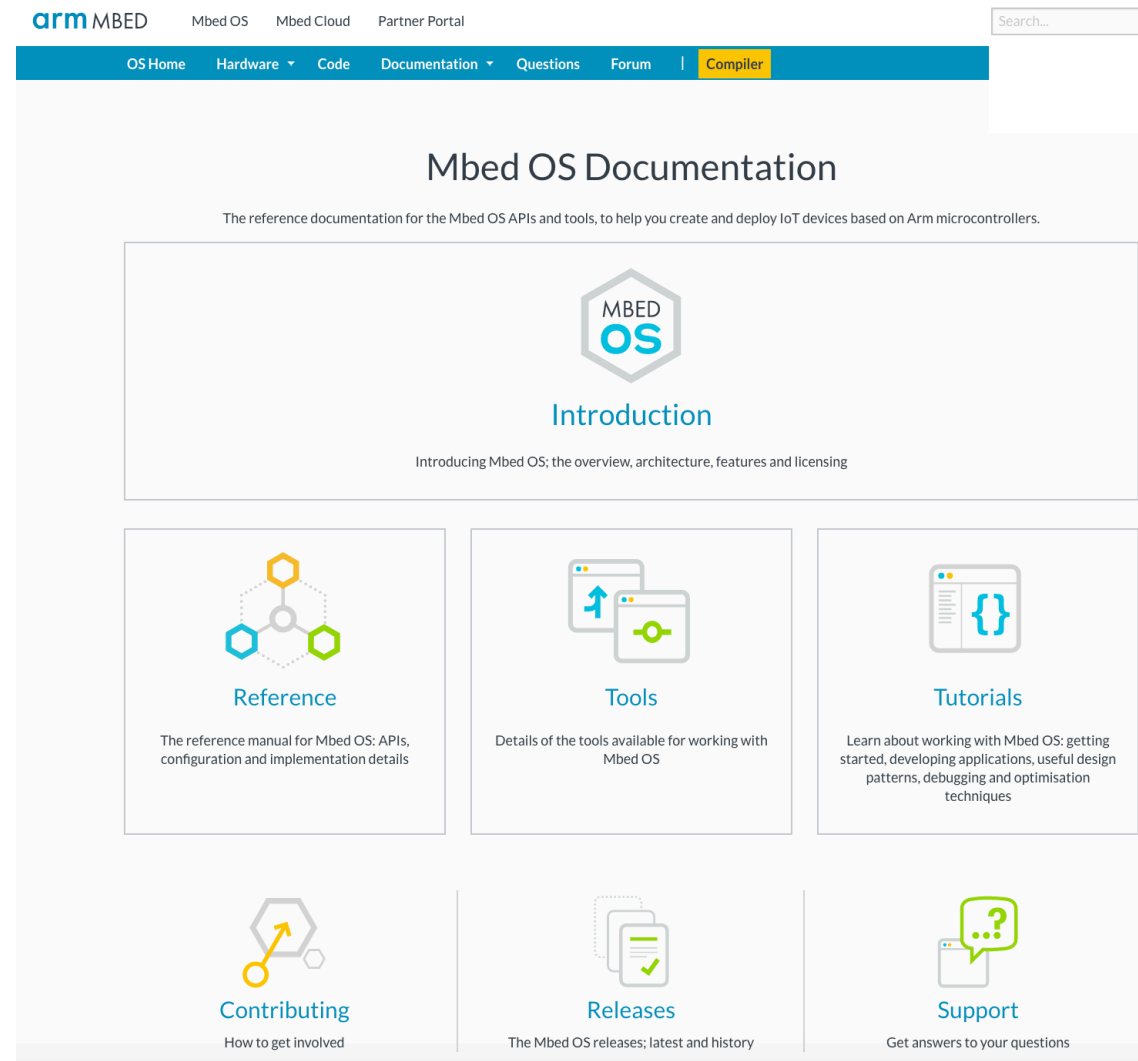 arm MBED Mbed OS Mbed Cloud Partner Portal Search...
OS Home Hardware Code Documentation Questions Forum | Compiler
Mbed OS Documentation
The reference documentation for the Mbed OS APIs and tools, to help you create and deploy IoT devices based on Arm microcontrollers.
MBED
OS
Introduction
Introducing Mbed OS; the overview, architecture, features and licensing
Reference
The reference manual for Mbed OS: APIs,
configuration and implementation details
Tools
Details of the tools available for working with
Mbed OS
{}
Tutorials
Learn about working with Mbed OS: getting
started, developing applications, useful design
patterns, debugging and optimisation
techniques
Contributing
How to get involved
Releases
The Mbed OS releases; latest and history
...?
Support
Get answers to your questions